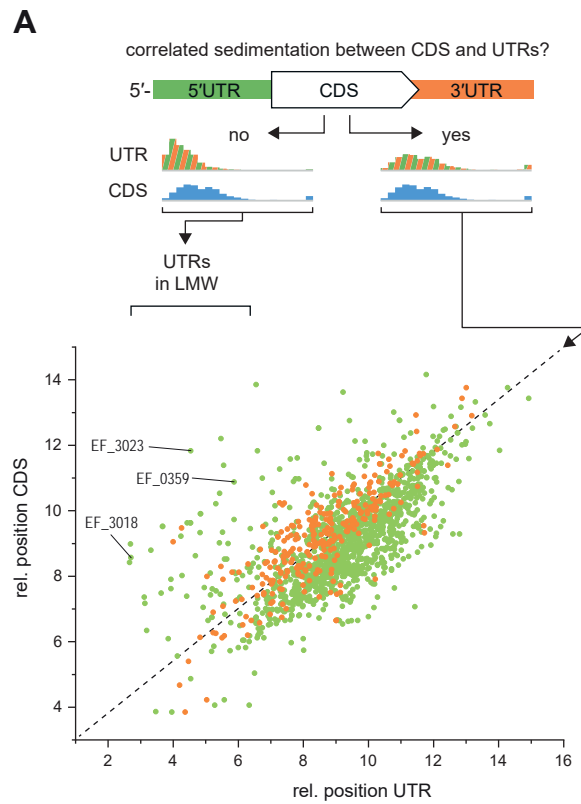 A
correlated sedimentation between CDS and UTRs?
5′- 5′UTR CDS 3′UTR
no yes
UTR
CDS
UTRs
in LMW
14
12
10
8
6
4
EF_3023
EF_0359
EF_3018
rel. position CDS
2 4 6 8 10 12 14 16
rel. position UTR